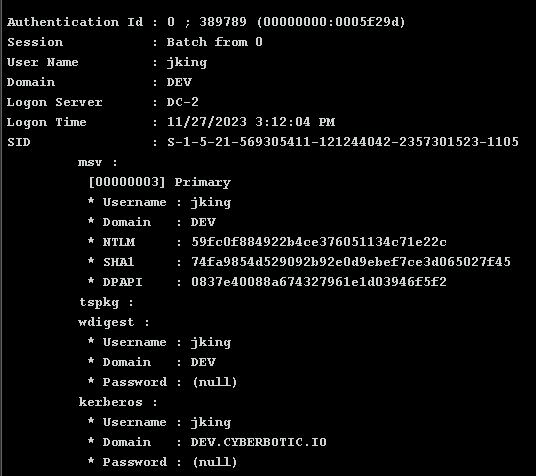 Authentication Id : 0 ; 389789 (00000000:0005f29d)
Session           : Batch from 0
User Name         : jking
Domain            : DEV
Logon Server      : DC-2
Logon Time        : 11/27/2023 3:12:04 PM
SID               : S-1-5-21-569305411-121244042-2357301523-1105
msv :
[00000003] Primary
* Username : jking
* Domain   : DEV
* NTLM     : 59fc0f884922b4ce376051134c71e22c
* SHA1     : 74fa9854d529092b92e0d9ebef7ce3d065027f45
* DPAPI    : 0837e40088a674327961e1d03946f5f2
tspkg :
wdigest :
* Username : jking
* Domain   : DEV
* Password : (null)
kerberos :
* Username : jking
* Domain   : DEV.CYBERBOTIC.IO
* Password : (null)